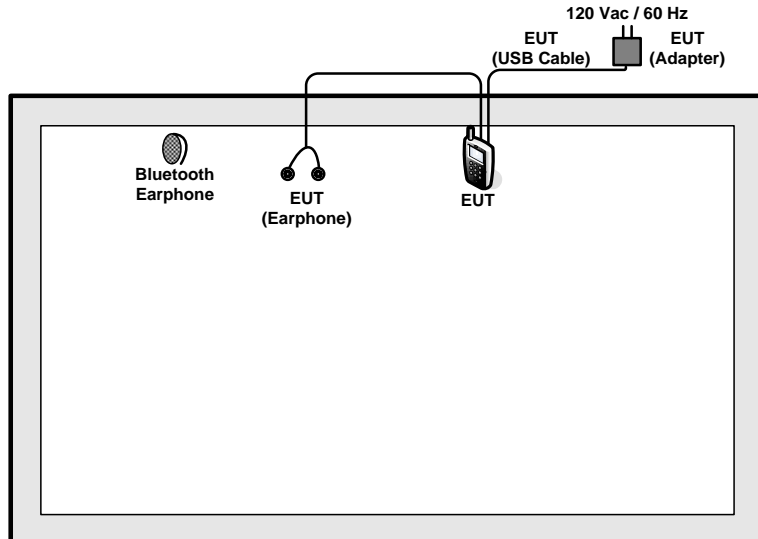 120 Vac / 60 Hz
EUT
(USB Cable)
EUT
(Adapter)
Bluetooth
Earphone
EUT
(Earphone)
EUT